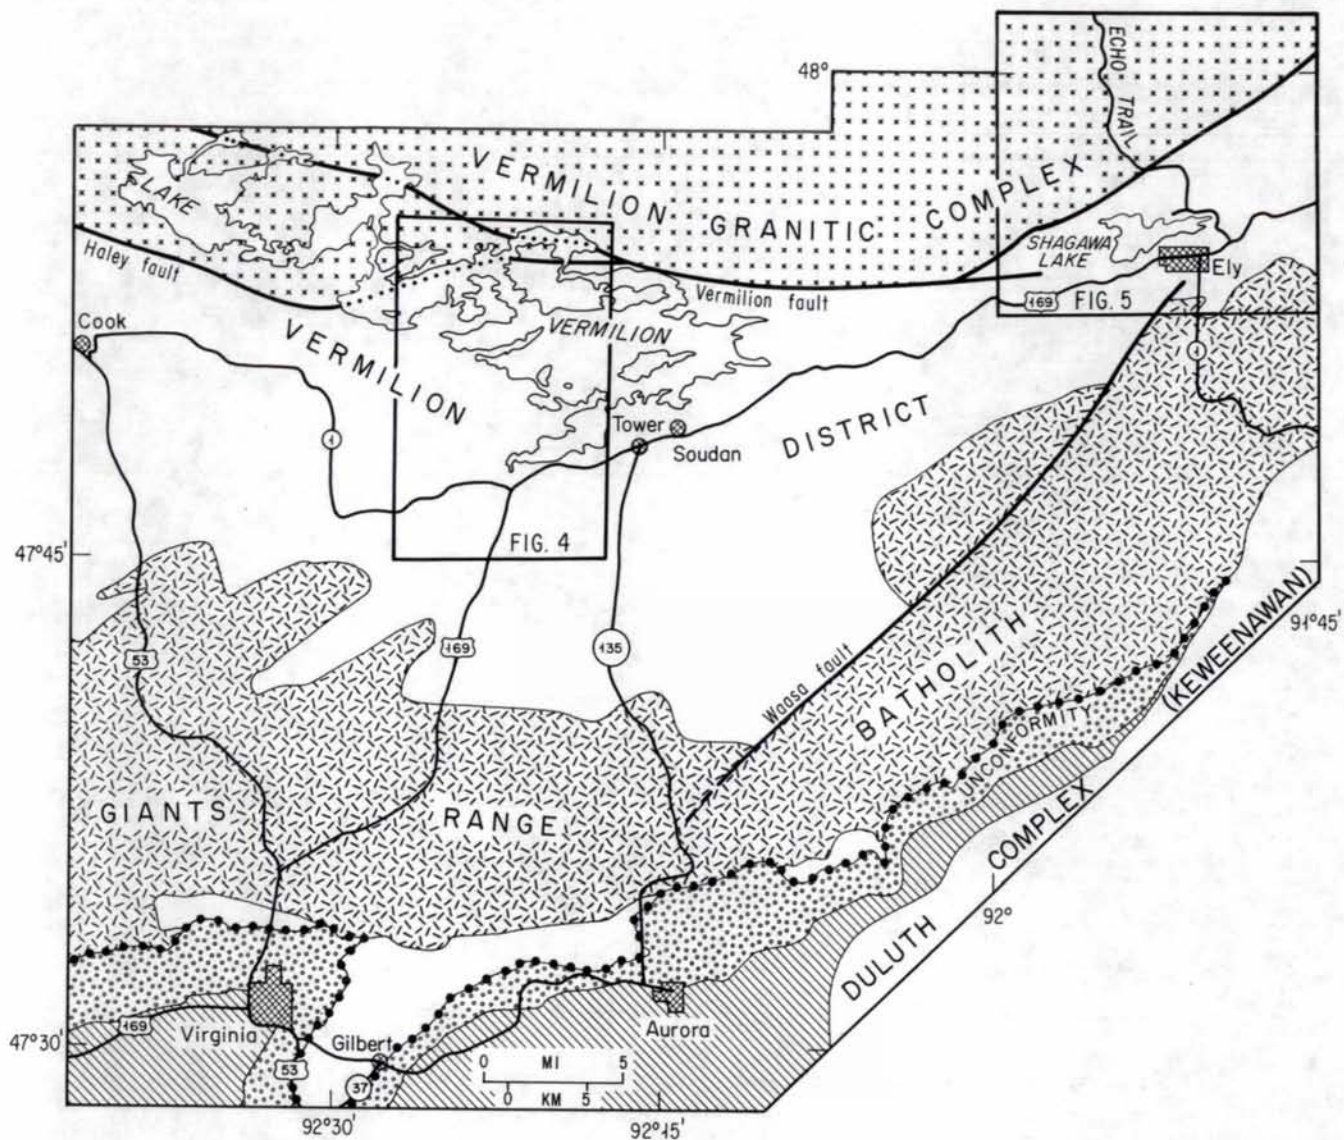 48°
ECHO TRAIL
VERMILION GRANITIC COMPLEX
LAKE
SHAGAWA
LAKE
Haley fault
Ely
169
FIG. 5
Vermilion fault
Cook
VERMILION
VERMILION
1
DISTRICT
1
Tower
Soudan
47°45'
FIG. 4
91°45'
53
169
135
Waasa fault
BATHOLITH
(KEWEENAWAN)
UNCONFORMITY
GIANTS
RANGE
COMPLEX
92°
DULUTH
169
Virginia
Gilbert
Aurora
47°30'
53
37
0 MI 5
0 KM 5
92°30'
92°15'